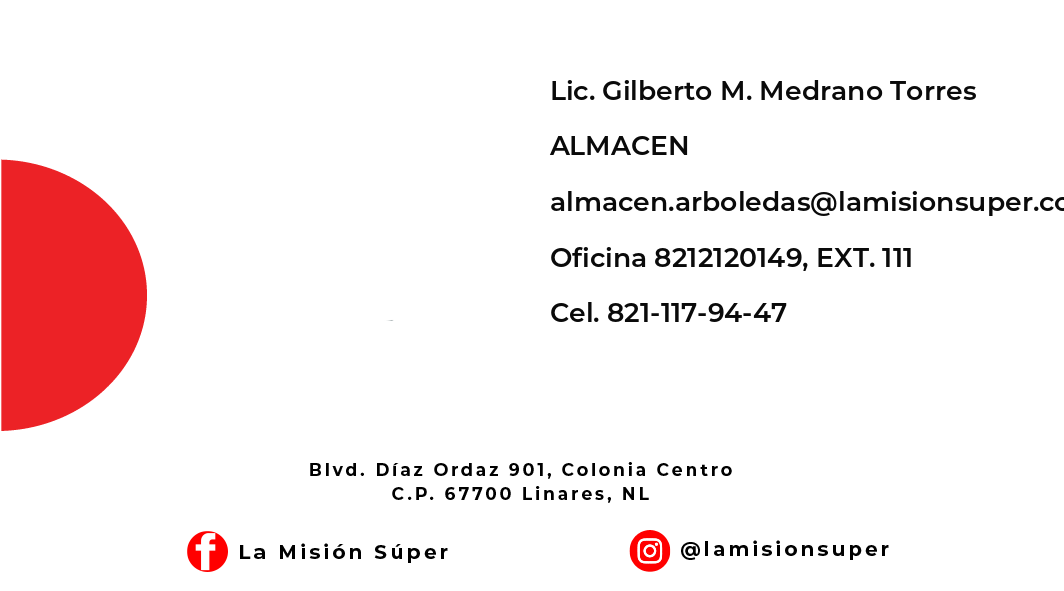 Lic. Gilberto M. Medrano Torres
ALMACEN
almacen.arboledas@lamisionsuper.co
Oficina 8212120149, EXT. 111
Cel. 821-117-94-47
Blvd. Díaz Ordaz 901, Colonia Centro
C.P. 67700 Linares, NL
La Misión Súper
@lamisionsuper